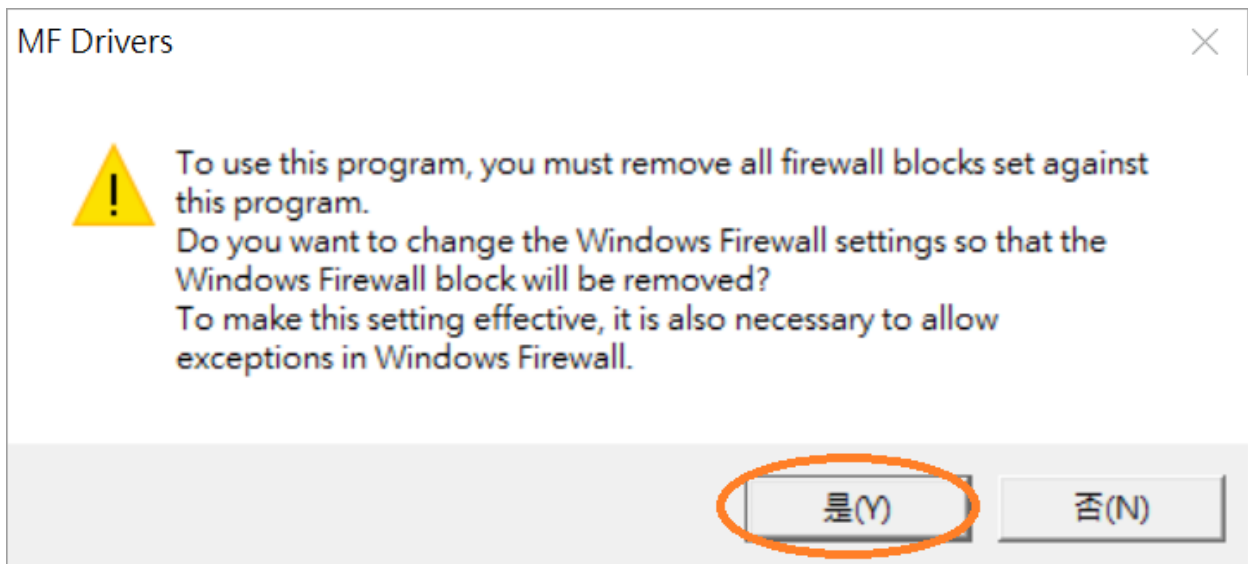 MF Drivers
To use this program, you must remove all firewall blocks set against
this program.
Do you want to change the Windows Firewall settings so that the
Windows Firewall block will be removed?
To make this setting effective, it is also necessary to allow
exceptions in Windows Firewall.
是(Y) 否(N)